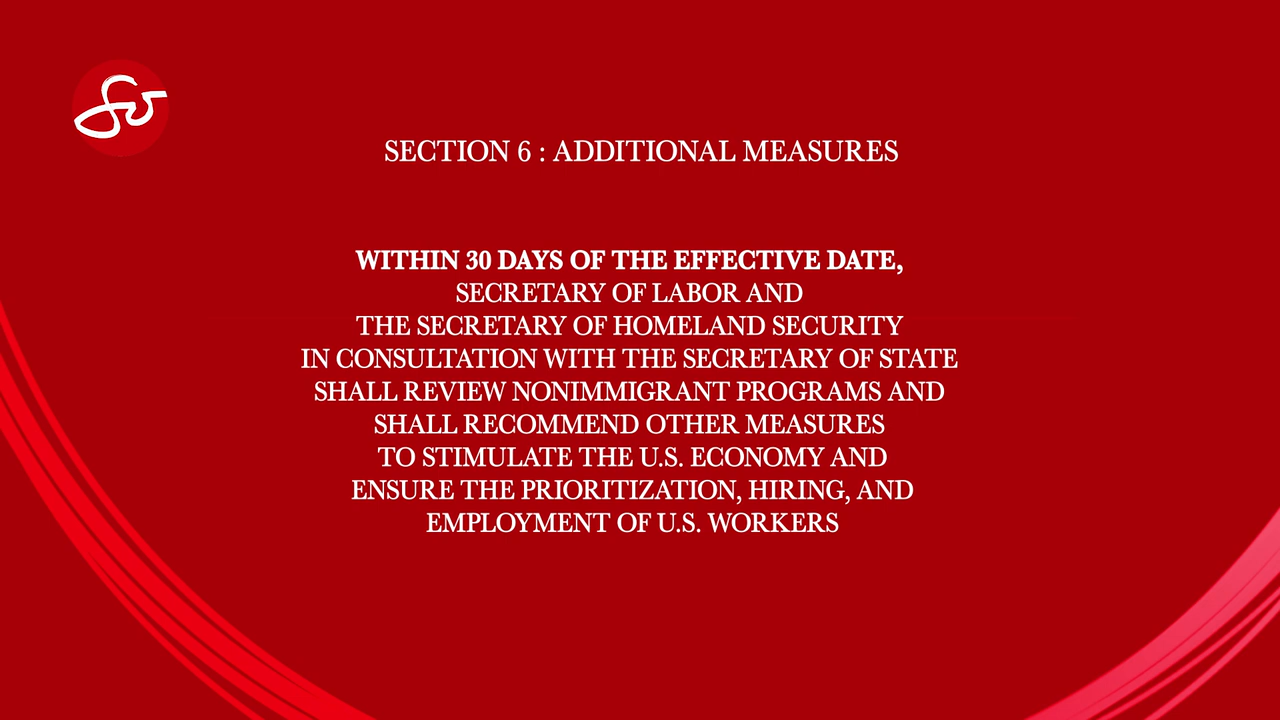 SECTION 6 : ADDITIONAL MEASURES
WITHIN 30 DAYS OF THE EFFECTIVE DATE,
SECRETARY OF LABOR AND
THE SECRETARY OF HOMELAND SECURITY
IN CONSULTATION WITH THE SECRETARY OF STATE
SHALL REVIEW NONIMMIGRANT PROGRAMS AND
SHALL RECOMMEND OTHER MEASURES
TO STIMULATE THE U.S. ECONOMY AND
ENSURE THE PRIORITIZATION, HIRING, AND
EMPLOYMENT OF U.S. WORKERS